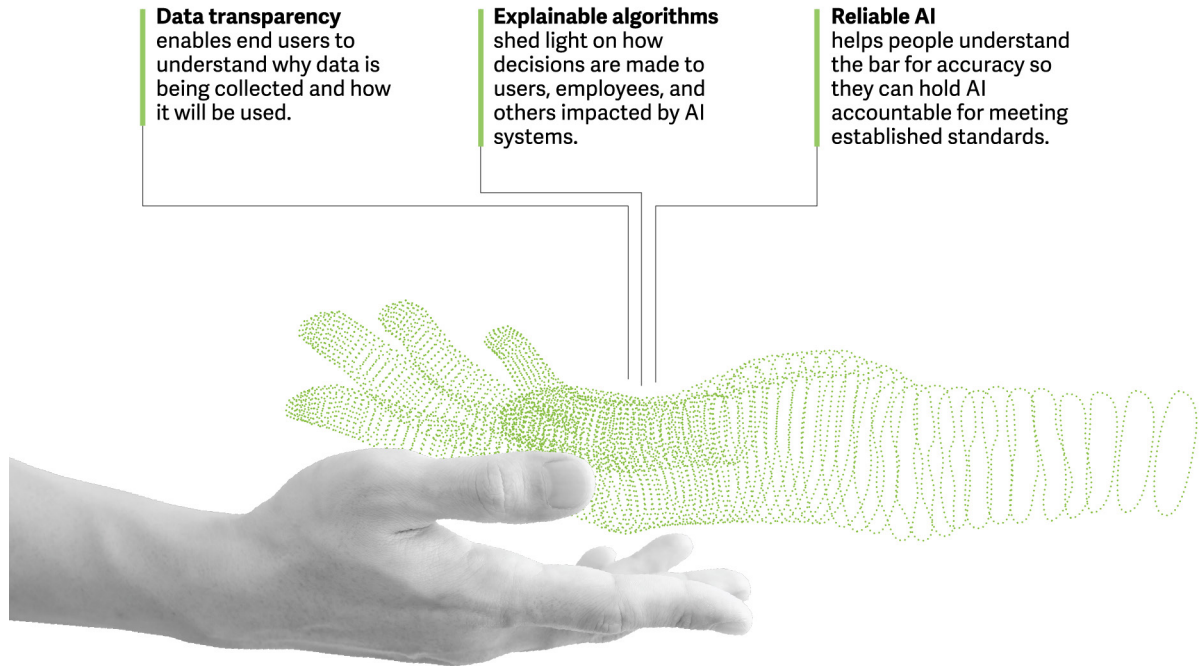 Data transparency
enables end users to
understand why data is
being collected and how
it will be used.
Explainable algorithms
shed light on how
decisions are made to
users, employees, and
others impacted by AI
systems.
Reliable AI
helps people understand
the bar for accuracy so
they can hold AI
accountable for meeting
established standards.